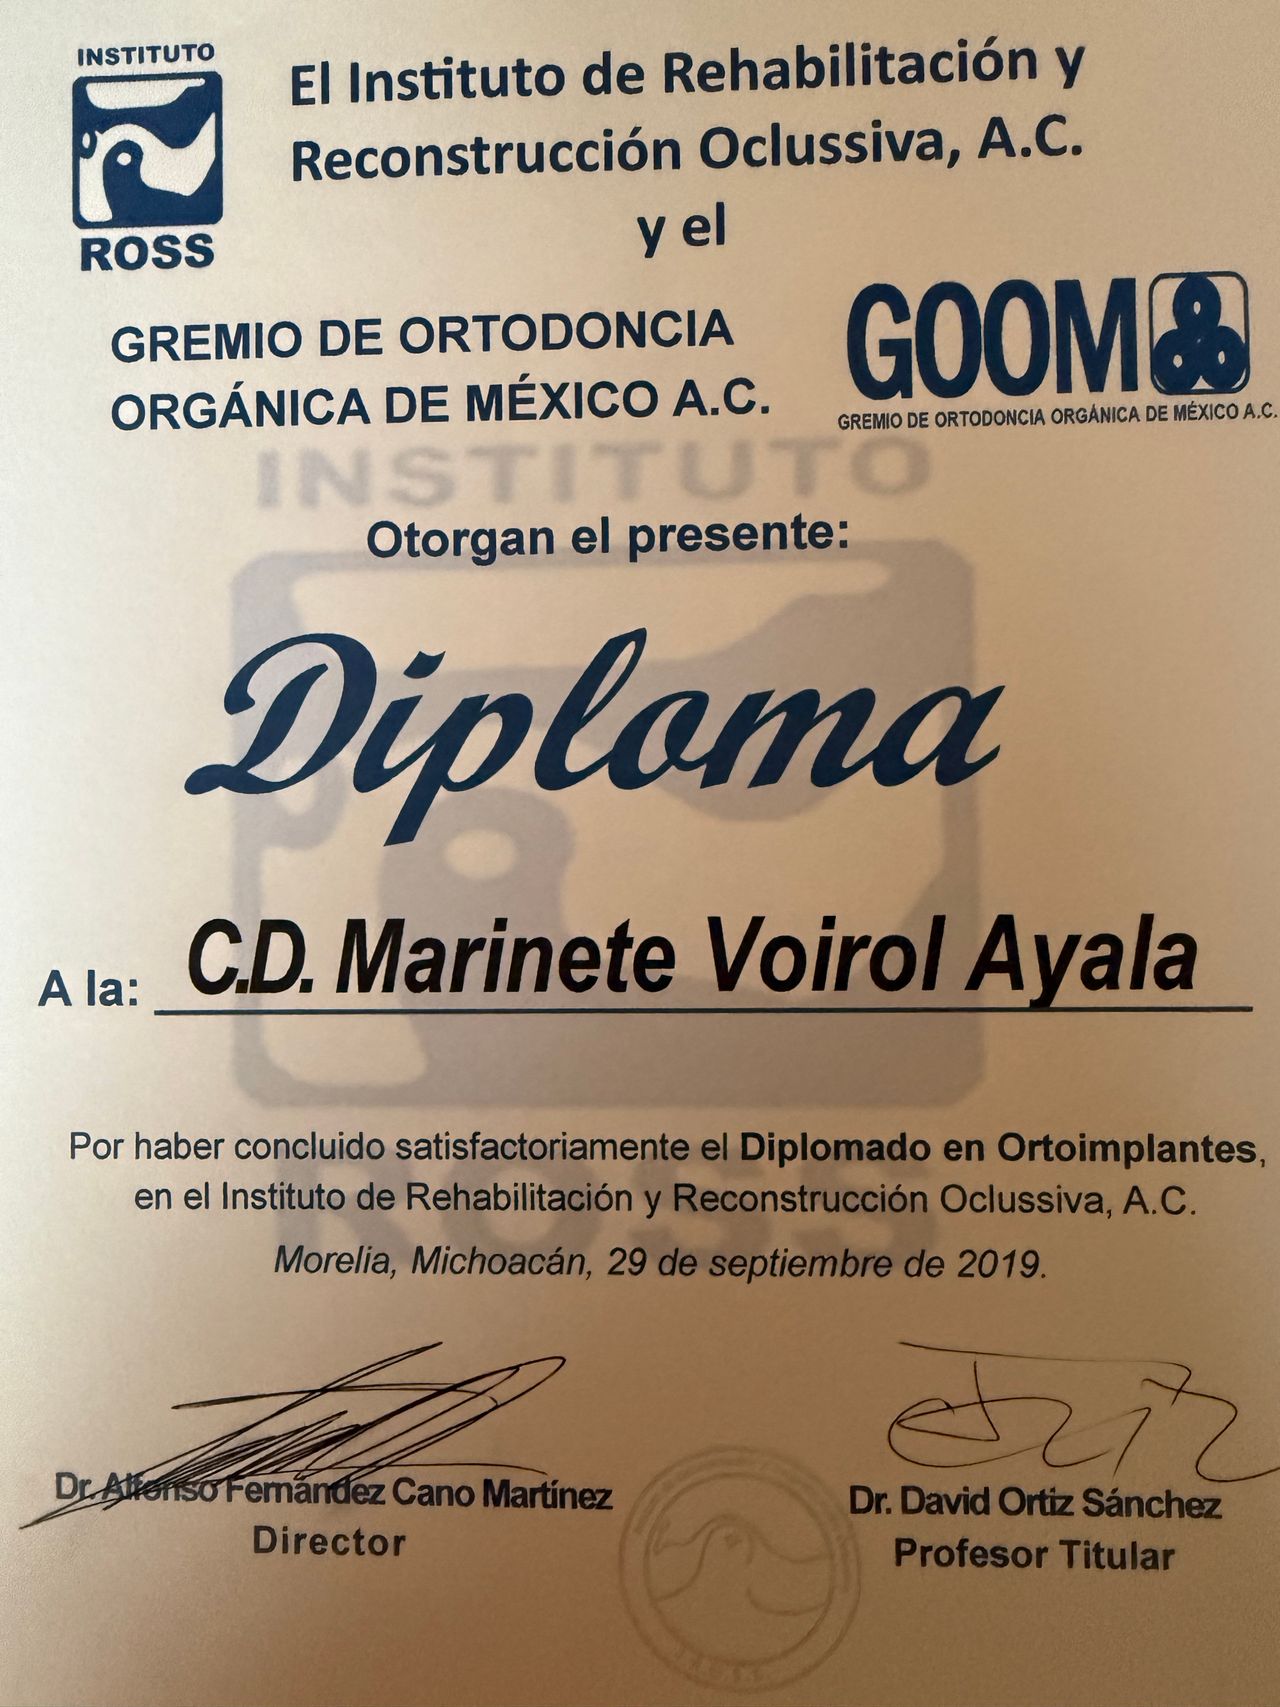 INSTITUTO
ROSS
El Instituto de Rehabilitación y
Reconstrucción Oclussiva, A.C.
y el
GREMIO DE ORTODONCIA
ORGÁNICA DE MÉXICO A.C.
GOOM
GREMIO DE ORTODONCIA ORGÁNICA DE MÉXICO A.C.
INSTITUTO
Otorgan el presente:
Diploma
A la: C.D. Marinete Voirol Ayala
Por haber concluido satisfactoriamente el Diplomado en Ortoimplantes,
en el Instituto de Rehabilitación y Reconstrucción Oclussiva, A.C.
ROSS
Morelia, Michoacán, 29 de septiembre de 2019.
Dr. Alfonso Fernández Cano Martínez
Director
Dr. David Ortiz Sánchez
Profesor Titular